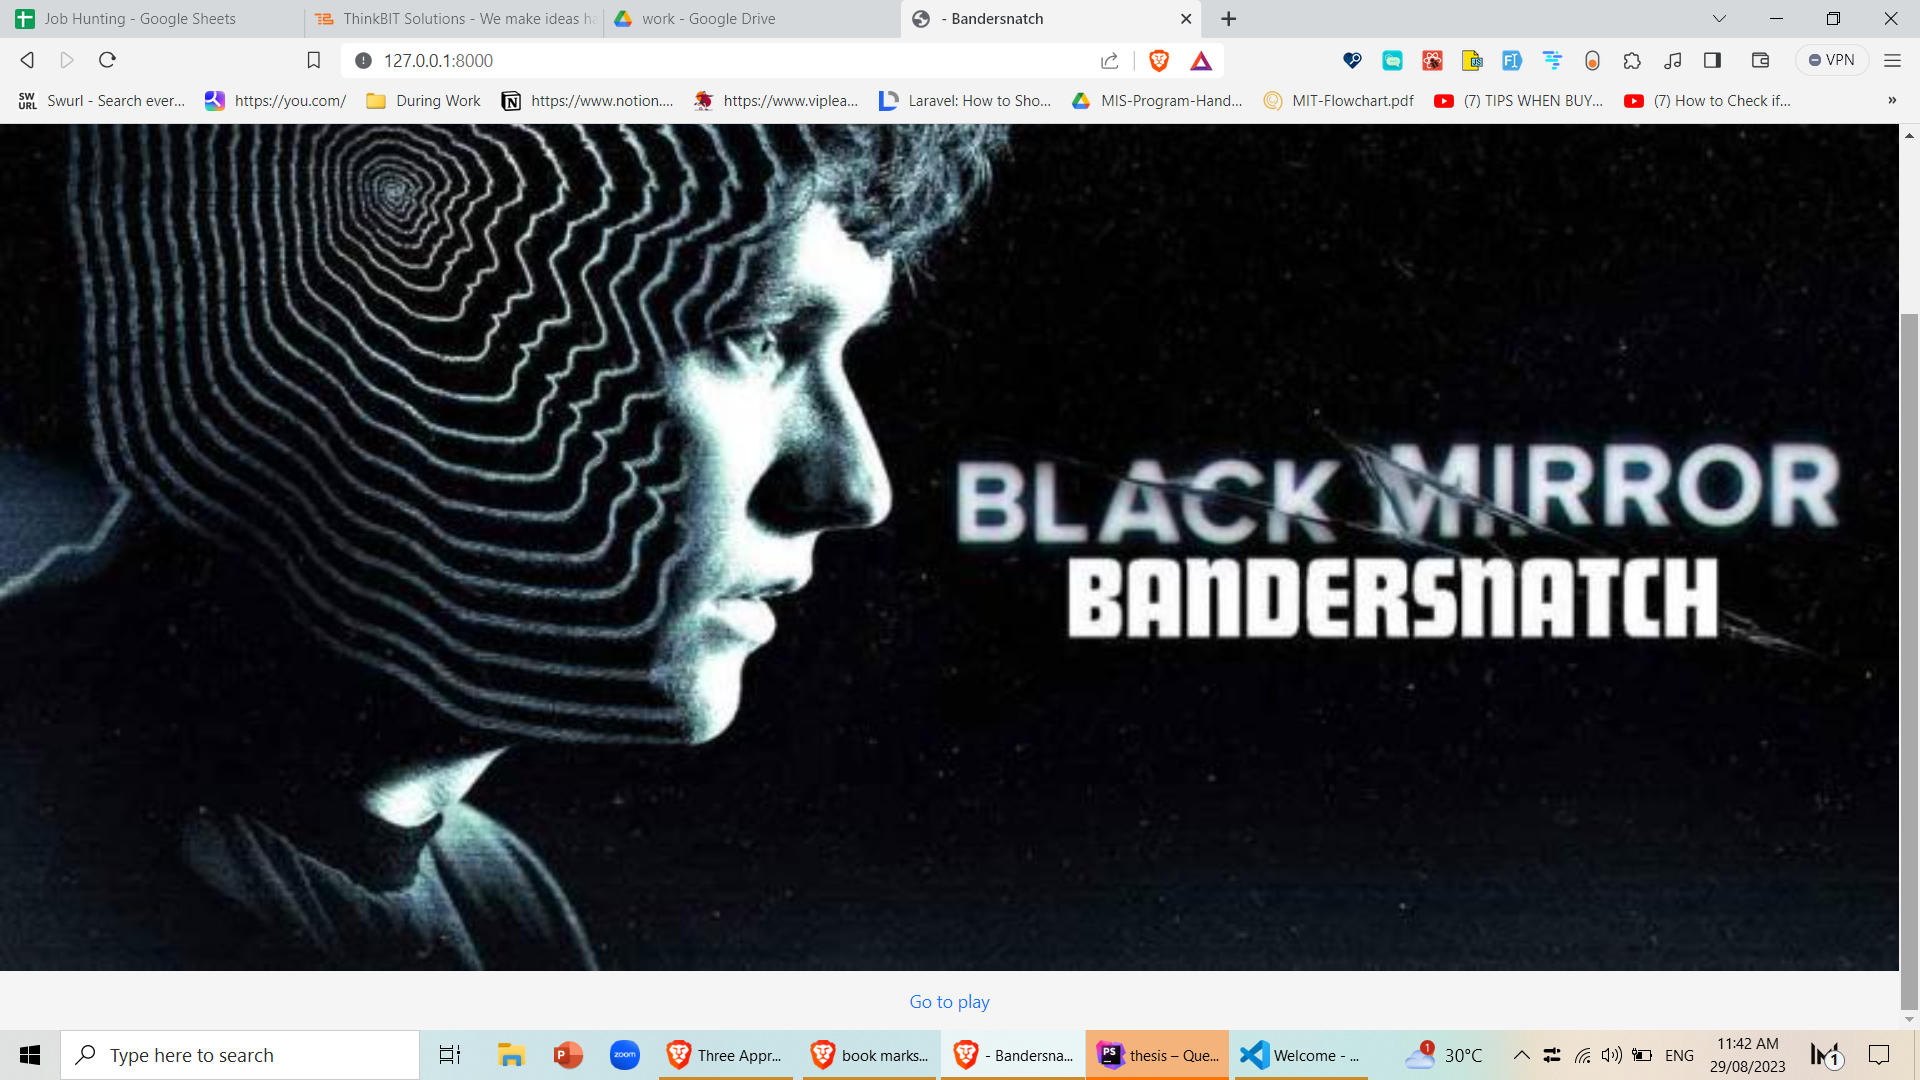 Job Hunting - Google Sheets
ThinkBIT Solutions - We make ideas ha
work - Google Drive
- Bandersnatch
127.0.0.1:8000
VPN
SW URL
Swurl - Search ever...
https://you.com/
During Work
https://www.notion....
https://www.viplea...
Laravel: How to Sho...
MIS-Program-Hand...
MIT-Flowchart.pdf
(7) TIPS WHEN BUY...
(7) How to Check if...
»
BLACK MIRROR
BANDERSNATCH
Go to play
Type here to search
zoom
Three Appr...
book marks...
- Bandersna...
PS
thesis – Que...
Welcome - ...
1
30°C
ENG
11:42 AM
29/08/2023
1